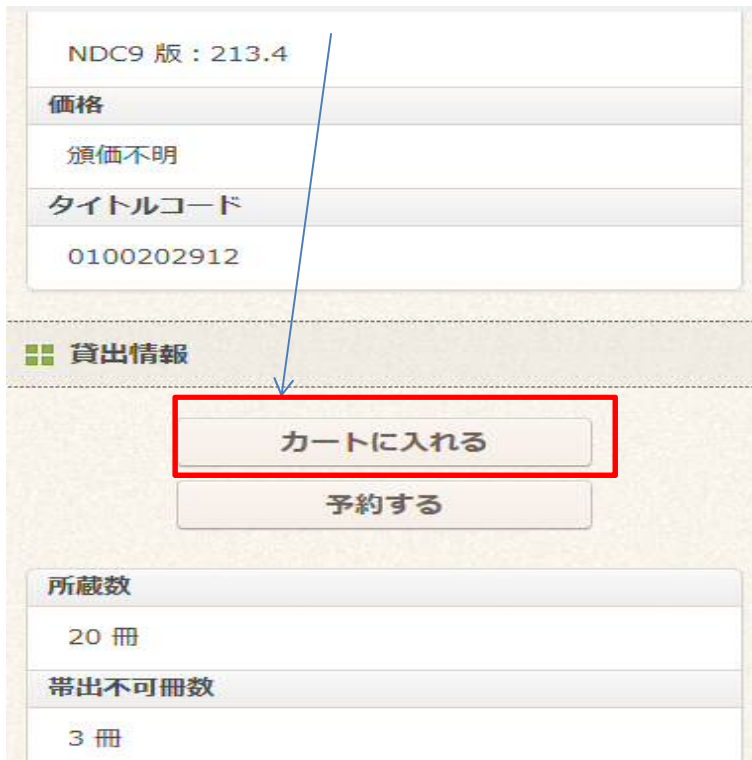 NDC9 版：213.4
価格
頒価不明
タイトルコード
0100202912
貸出情報
カートに入れる
予約する
所蔵数
20 冊
帯出不可冊数
3 冊